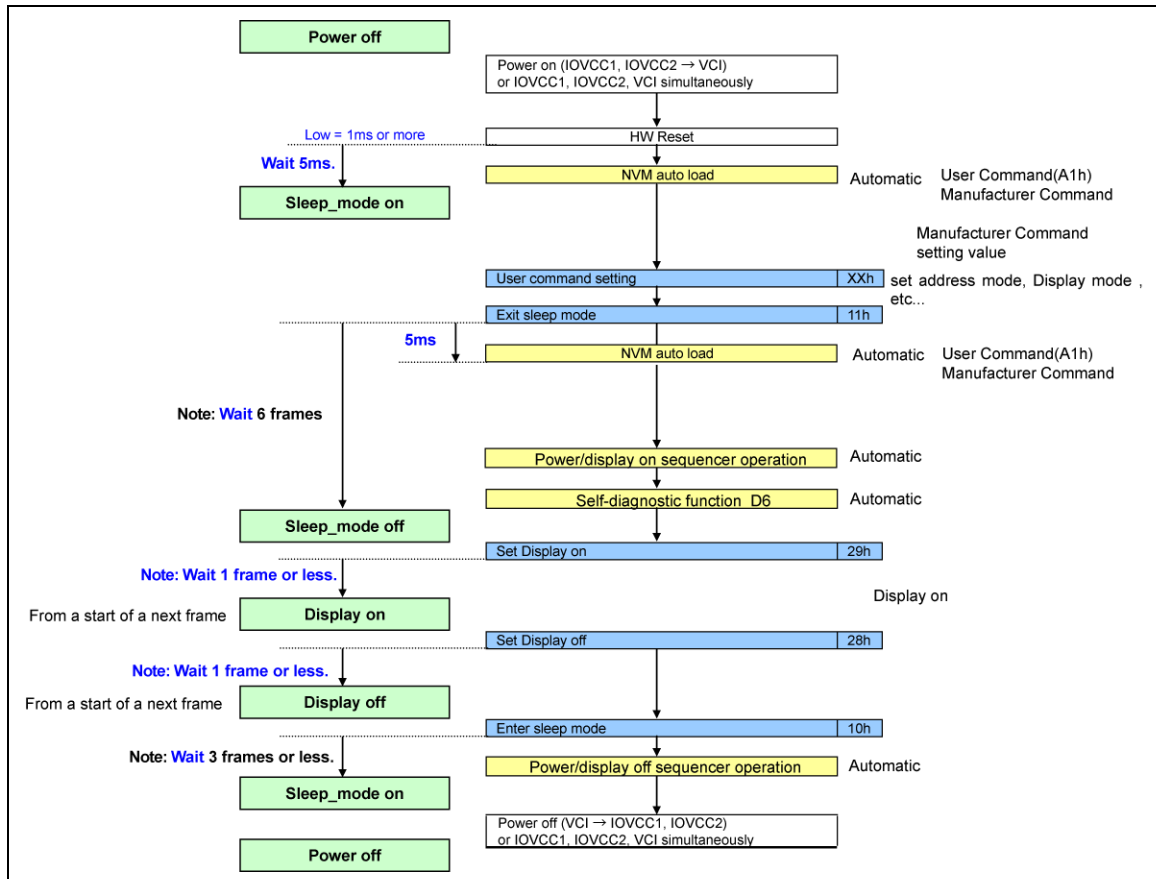 Power off
Power on (IOVCC1, IOVCC2 → VCI)
or IOVCC1, IOVCC2, VCI simultaneously
Low = 1ms or more
HW Reset
Wait 5ms.
NVM auto load
Automatic
User Command(A1h)
Manufacturer Command
Sleep_mode on
Manufacturer Command
setting value
User command setting
XXh
set address mode, Display mode ,
etc...
Exit sleep mode
11h
5ms
NVM auto load
Automatic
User Command(A1h)
Manufacturer Command
Note: Wait 6 frames
Power/display on sequencer operation
Automatic
Self-diagnostic function D6
Automatic
Sleep_mode off
Set Display on
29h
Note: Wait 1 frame or less.
Display on
From a start of a next frame
Display on
Set Display off
28h
Note: Wait 1 frame or less.
From a start of a next frame
Display off
Enter sleep mode
10h
Note: Wait 3 frames or less.
Power/display off sequencer operation
Automatic
Sleep_mode on
Power off (VCI → IOVCC1, IOVCC2)
or IOVCC1, IOVCC2, VCI simultaneously
Power off